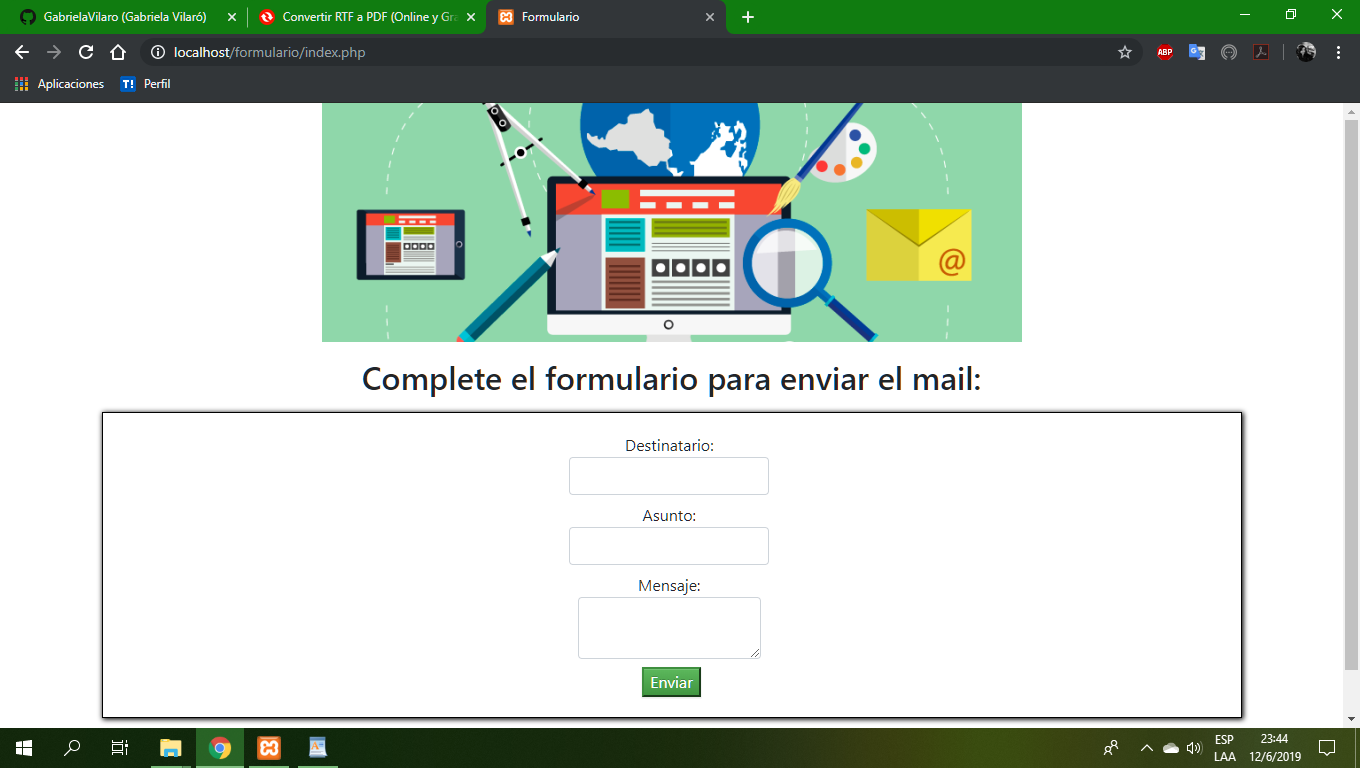 GabrielaVilaro (Gabriela Vilaró)
Convertir RTF a PDF (Online y Gra
Formulario
localhost/formulario/index.php
ABP
Aplicaciones
T!
Perfil
@
Complete el formulario para enviar el mail:
Destinatario:
Asunto:
Mensaje:
Enviar
ESP
LAA
23:44
12/6/2019